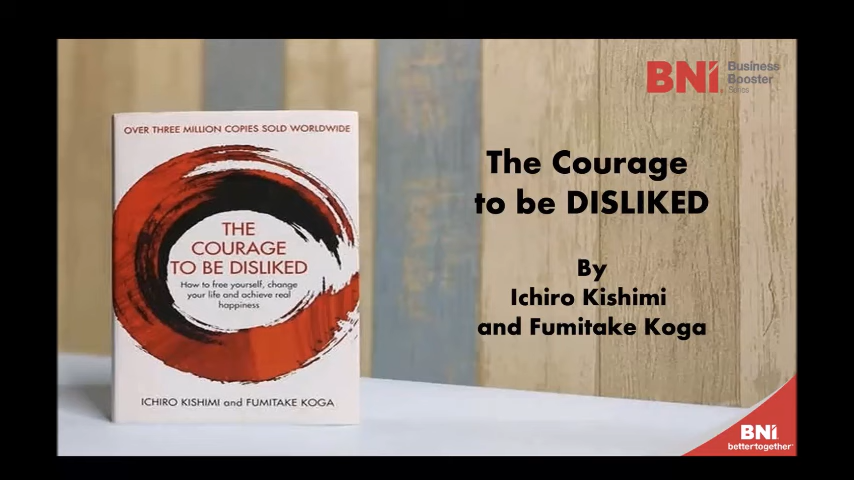 OVER THREE MILLION COPIES SOLD WORLDWIDE
THE
COURAGE
TO BE DISLIKED
How to free yourself, change
your life and achieve real
happiness
ICHIRO KISHIMI and FUMITAKE KOGA
BNI
Business
Booster
Series
The Courage
to be DISLIKED
By
Ichiro Kishimi
and Fumitake Koga
BNI
bettertogether